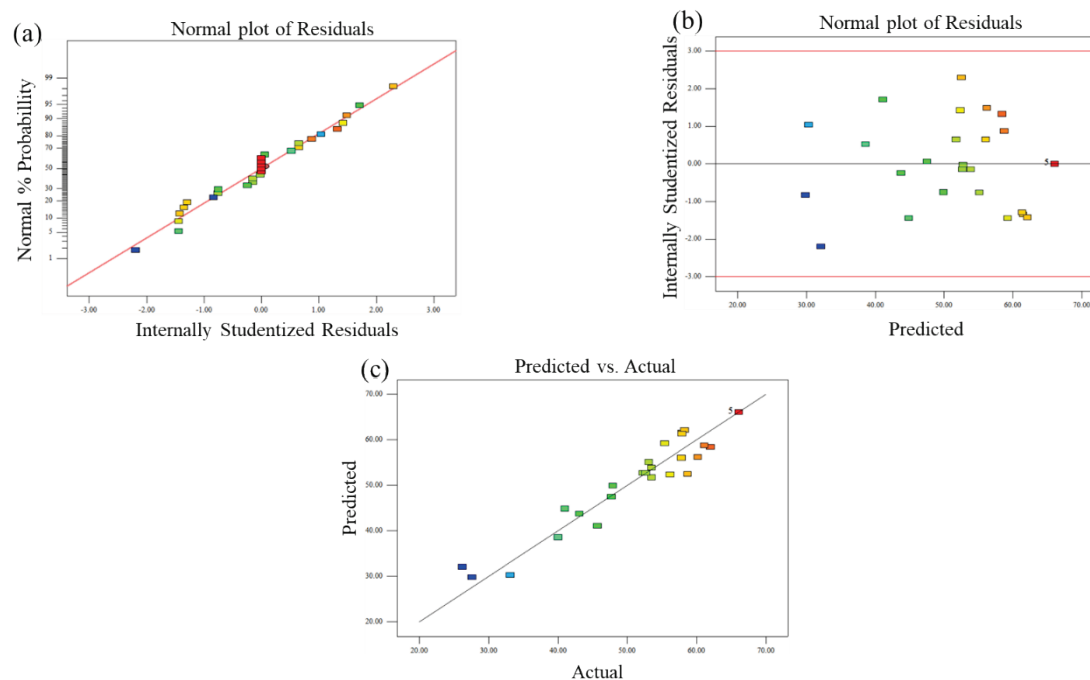 (a)
Normal plot of Residuals
Normal % Probabillity
99
95
90
80
50
30
20
10
5
1
-3.00 -2.00 -1.00 0.00 1.00 2.00 3.00
Internally Studentized Residuals
(b)
Normal plot of Residuals
Internally Studentized Residuals
3.00
2.00
1.00
0.00
-1.00
-2.00
-3.00
5
20.00 30.00 40.00 50.00 60.00 70.00
Predicted
(c)
Predicted vs. Actual
Predicted
70.00
60.00
50.00
40.00
30.00
20.00
5
20.00 30.00 40.00 50.00 60.00 70.00
Actual